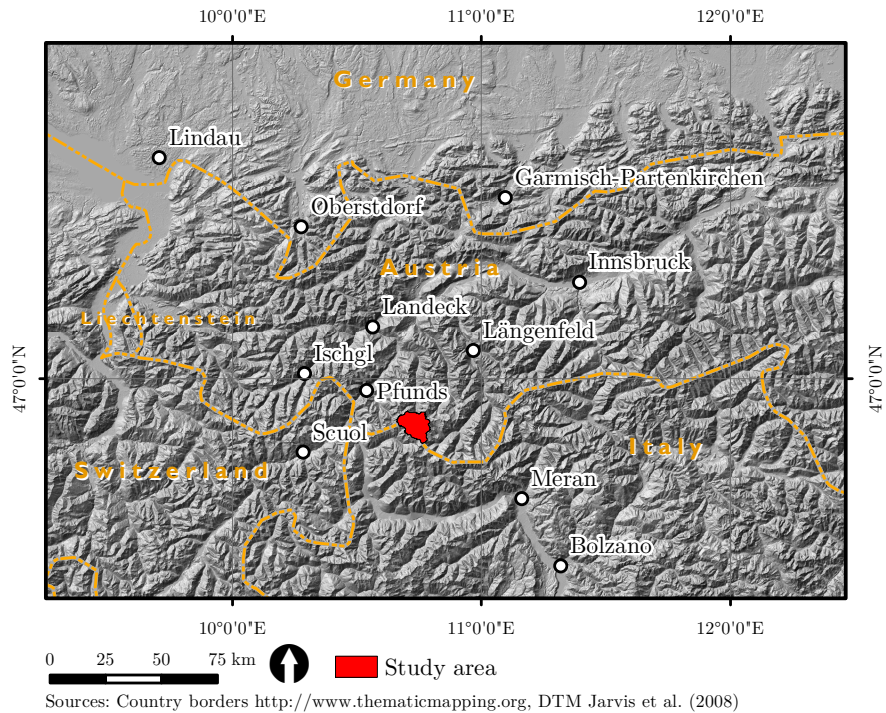 10°0'0"E 11°0'0"E 12°0'0"E
Germany
Lindau
Garmisch-Partenkirchen
Oberstdorf
Austria
Innsbruck
Landeck
Liechtenstein
Längenfeld
Ischgl
47°0'0"N 47°0'0"N
Pfunds
Scuol
Italy
Switzerland
Meran
Bolzano
10°0'0"E 11°0'0"E 12°0'0"E
0 25 50 75 km
Study area
Sources: Country borders http://www.thematicmapping.org, DTM Jarvis et al. (2008)